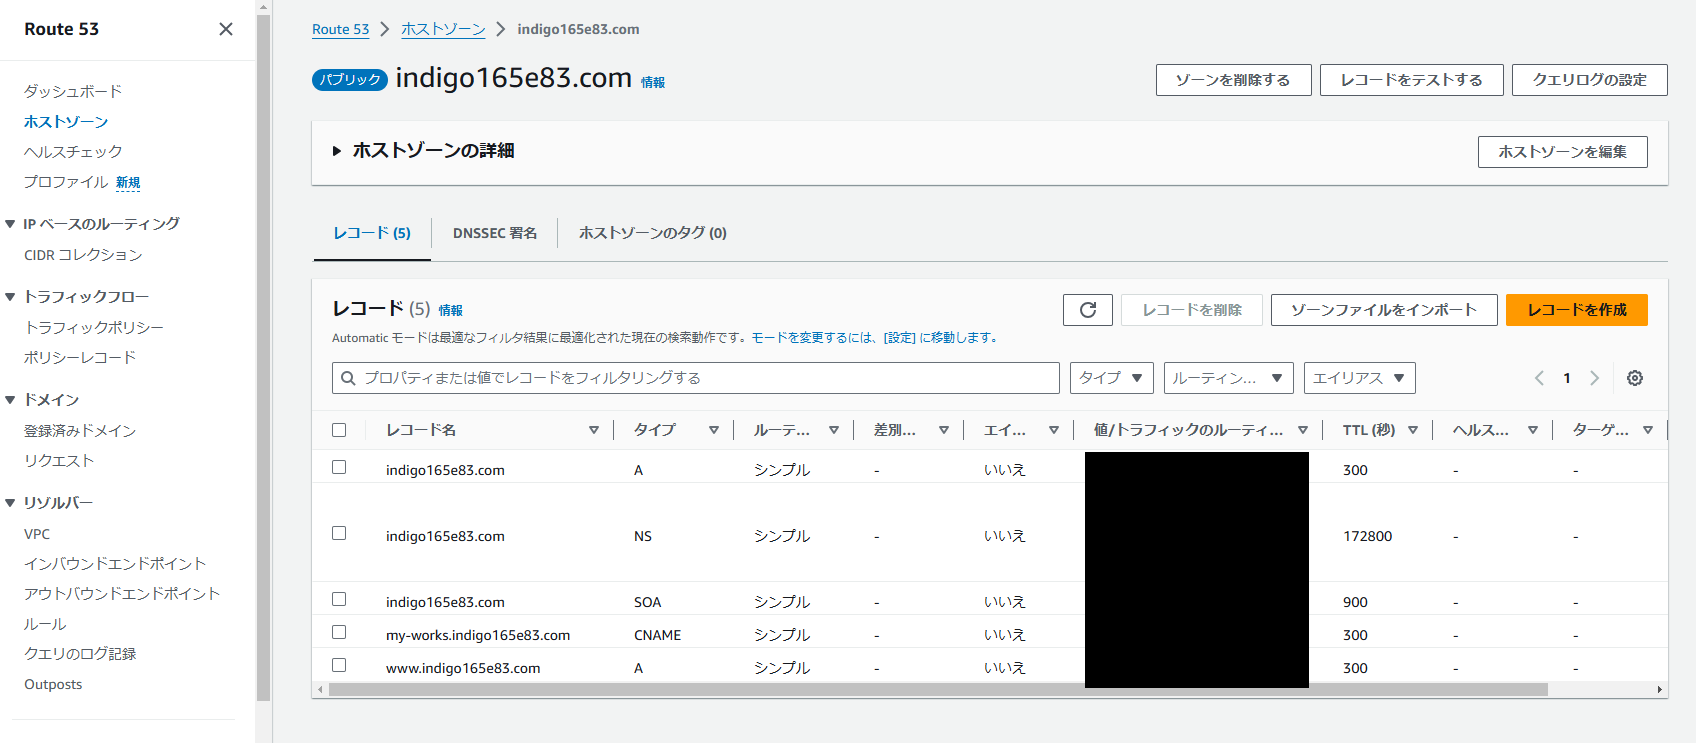 Route 53
ダッシュボード
ホストゾーン
ヘルスチェック
プロファイル 新規
IP ベースのルーティング
CIDR コレクション
トラフィックフロー
トラフィックポリシー
ポリシーレコード
ドメイン
登録済みドメイン
リクエスト
リゾルバー
VPC
インバウンドエンドポイント
アウトバウンドエンドポイント
ルール
クエリのログ記録
Outposts
Route 53 > ホストゾーン > indigo165e83.com
パブリック indigo165e83.com 情報
ゾーンを削除する レコードをテストする クエリログの設定
ホストゾーンの詳細 ホストゾーンを編集
レコード (5) DNSSEC 署名 ホストゾーンのタグ (0)
レコード (5) 情報 レコードを削除 ゾーンファイルをインポート レコードを作成
Automatic モードは最適なフィルタ結果に最適化された現在の検索動作です。モードを変更するには、[設定] に移動します。
プロパティまたは値でレコードをフィルタリングする タイプ ルーティン... エイリアス 1
レコード名 タイプ ルーテ... 差別... エイ... 値/トラフィックのルーティ... TTL (秒) ヘルス... ターゲ...
indigo165e83.com A シンプル - いいえ 300 - -
indigo165e83.com NS シンプル - いいえ 172800 - -
indigo165e83.com SOA シンプル - いいえ 900 - -
my-works.indigo165e83.com CNAME シンプル - いいえ 300 - -
www.indigo165e83.com A シンプル - いいえ 300 - -